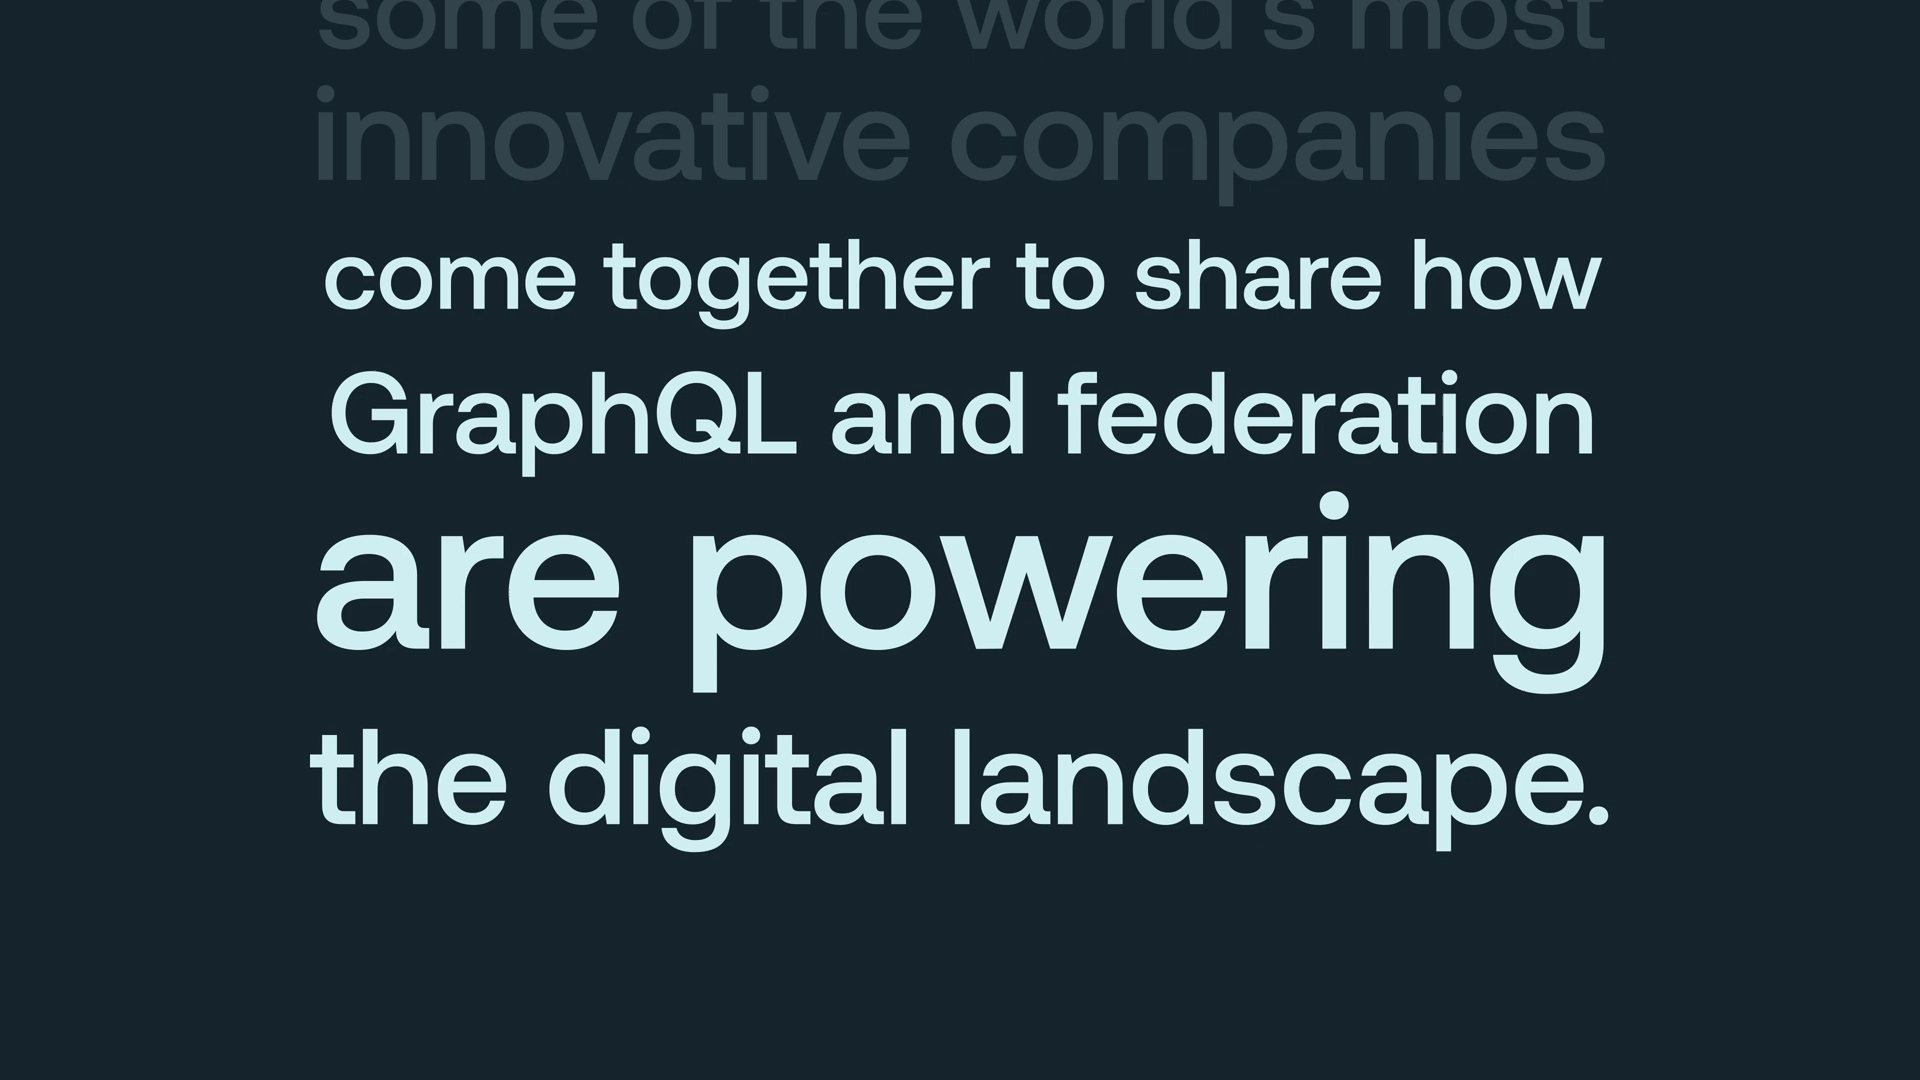 some of the world's most
innovative companies
come together to share how
GraphQL and federation
are powering
the digital landscape.